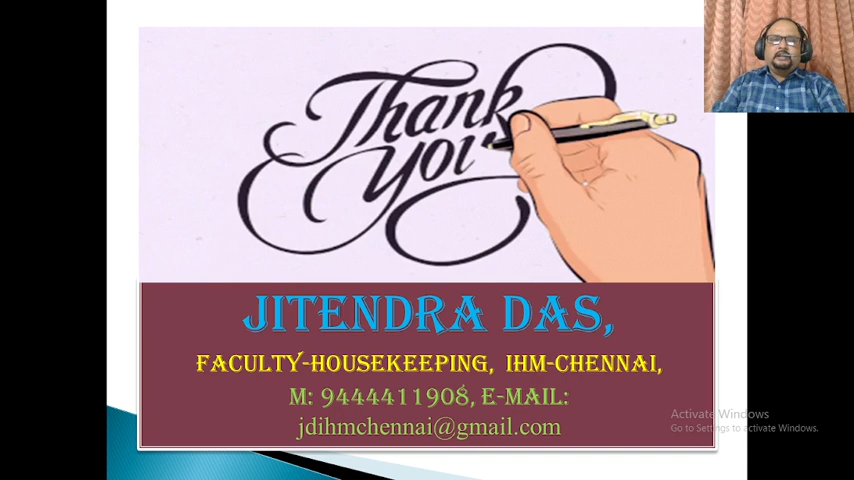 Thank
You
JITENDRA DAS,
FACULTY-HOUSEKEEPING, IHM-CHENNAI,
M: 9444411908, E-MAIL:
jdihmchennai@gmail.com
Activate Windows
Go to Settings to activate Windows.